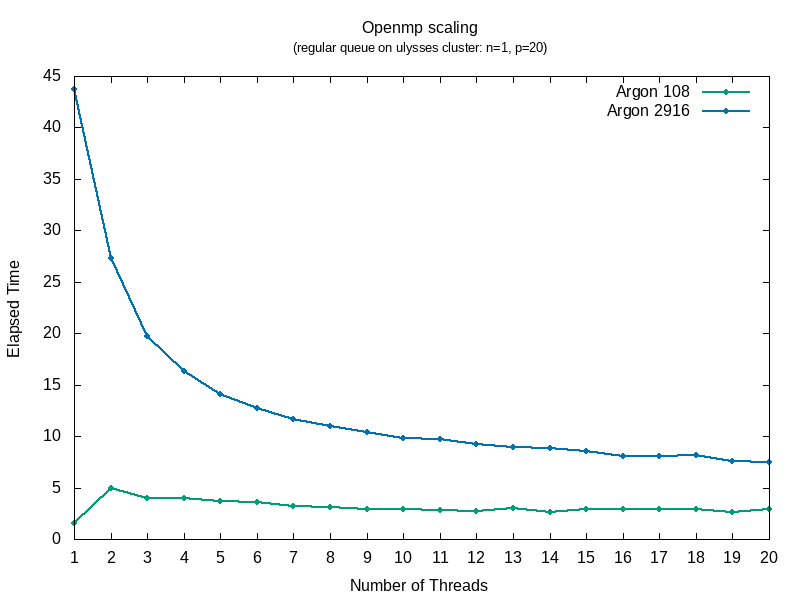 Openmp scaling
(regular queue on ulysses cluster: n=1, p=20)
Argon 108
Argon 2916
45
40
35
30
25
20
15
10
5
0
Elapsed Time
1 2 3 4 5 6 7 8 9 10 11 12 13 14 15 16 17 18 19 20
Number of Threads